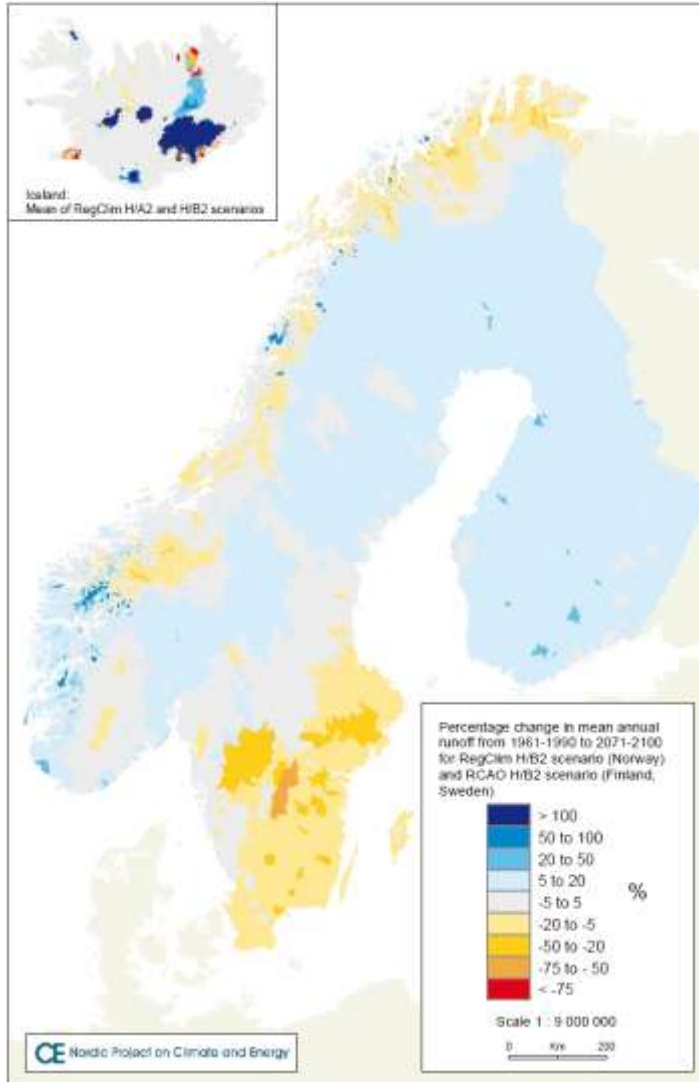 Iceland:
Mean of RegClim H/A2 and H/B2 scenarios
Percentage change in mean annual
runoff from 1961-1990 to 2071-2100
for RegClim H/B2 scenario (Norway)
and RCAO H/B2 scenario (Finland,
Sweden)
> 100
50 to 100
20 to 50
5 to 20
-5 to 5
%
-20 to -5
-50 to -20
-75 to - 50
< -75
Scale 1 : 9 000 000
0 Km 200
CE Nordic Project on Climate and Energy